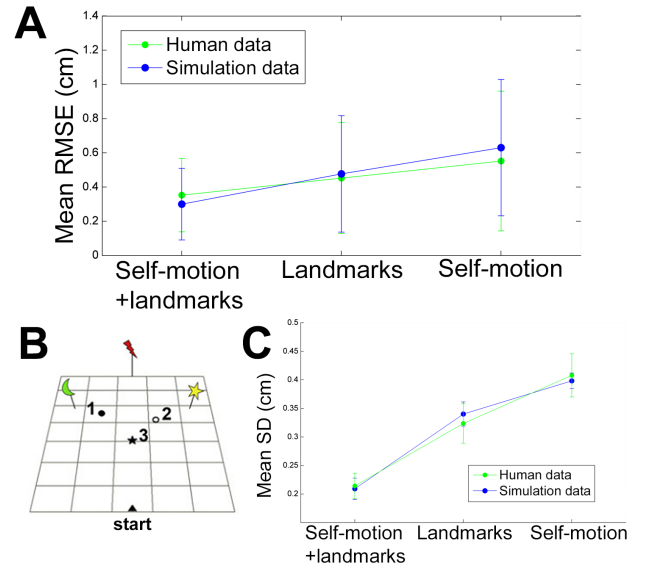 A
Mean RMSE (cm)
1.4
1.2
1
0.8
0.6
0.4
0.2
0
Human data
Simulation data
Self-motion
+landmarks
Landmarks
Self-motion
B
1
2
3
start
C
Mean SD (cm)
0.5
0.45
0.4
0.35
0.3
0.25
0.2
Human data
Simulation data
Self-motion
+landmarks
Landmarks
Self-motion